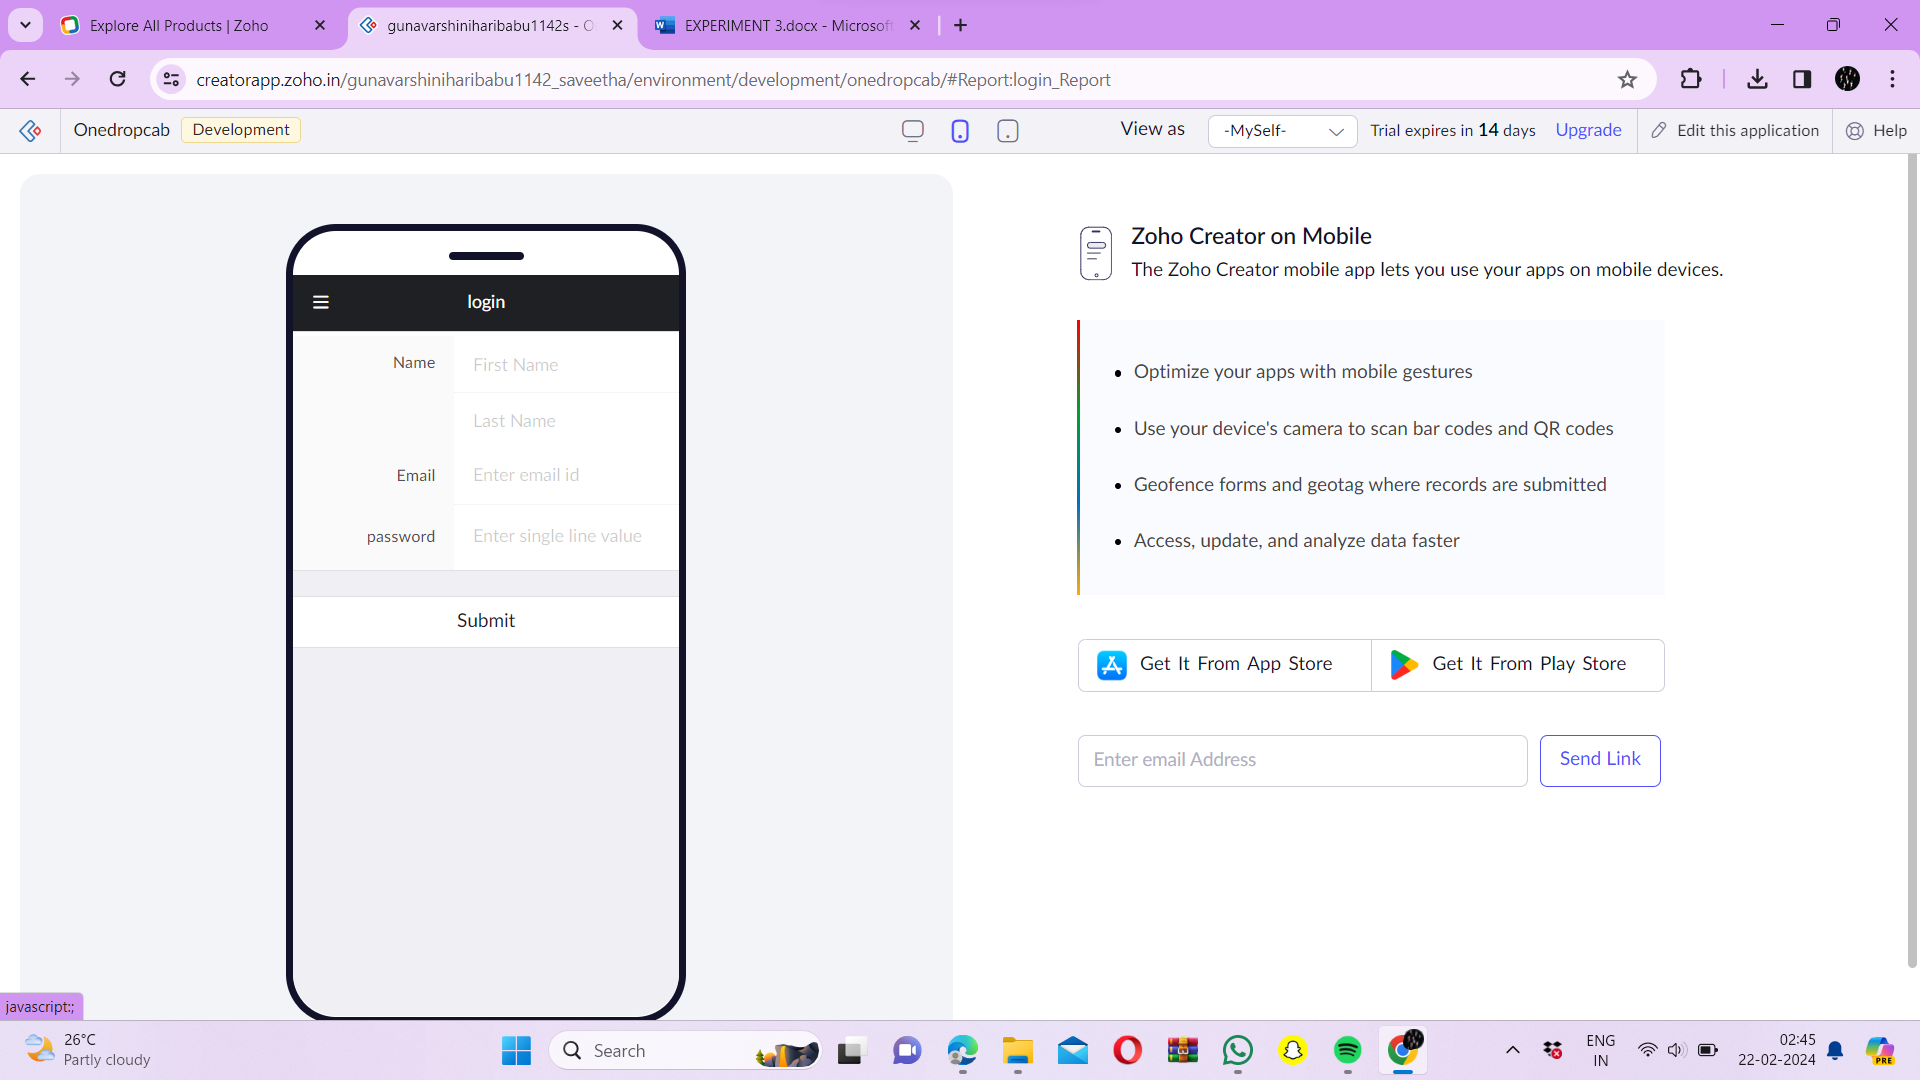 Explore All Products | Zoho
gunavarshiniharibabu1142s - O
EXPERIMENT 3.docx - Microsoft
creatorapp.zoho.in/gunavarshiniharibabu1142_saveetha/environment/development/onedropcab/#Report:login_Report
Onedropcab
Development
View as
-MySelf-
Trial expires in 14 days
Upgrade
Edit this application
Help
login
Name
First Name
Last Name
Email
Enter email id
password
Enter single line value
Submit
Zoho Creator on Mobile
The Zoho Creator mobile app lets you use your apps on mobile devices.
Optimize your apps with mobile gestures
Use your device's camera to scan bar codes and QR codes
Geofence forms and geotag where records are submitted
Access, update, and analyze data faster
Get It From App Store
Get It From Play Store
Enter email Address
Send Link
javascript:;
26°C
Partly cloudy
Search
ENG
IN
02:45
22-02-2024
PRE